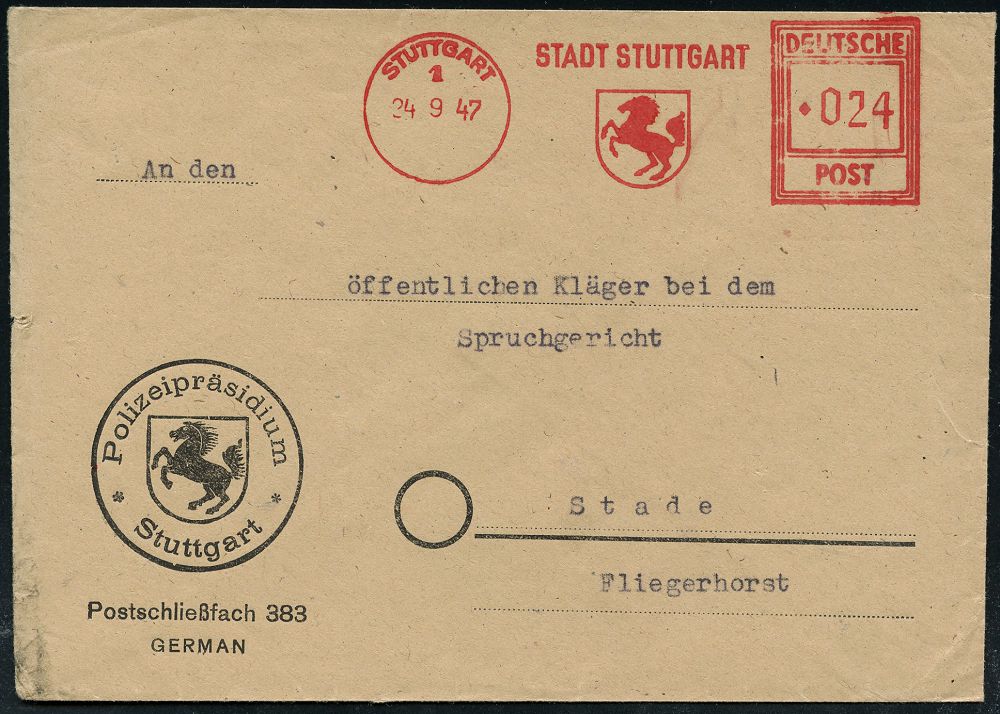 STUTTGART
1
24 9 47
STADT STUTTGART
DEUTSCHE
024
POST
An den
öffentlichen Kläger bei dem
Spruchgericht
Polizeipräsidium
* Stuttgart *
Stade
Fliegerhorst
Postschließfach 383
GERMAN